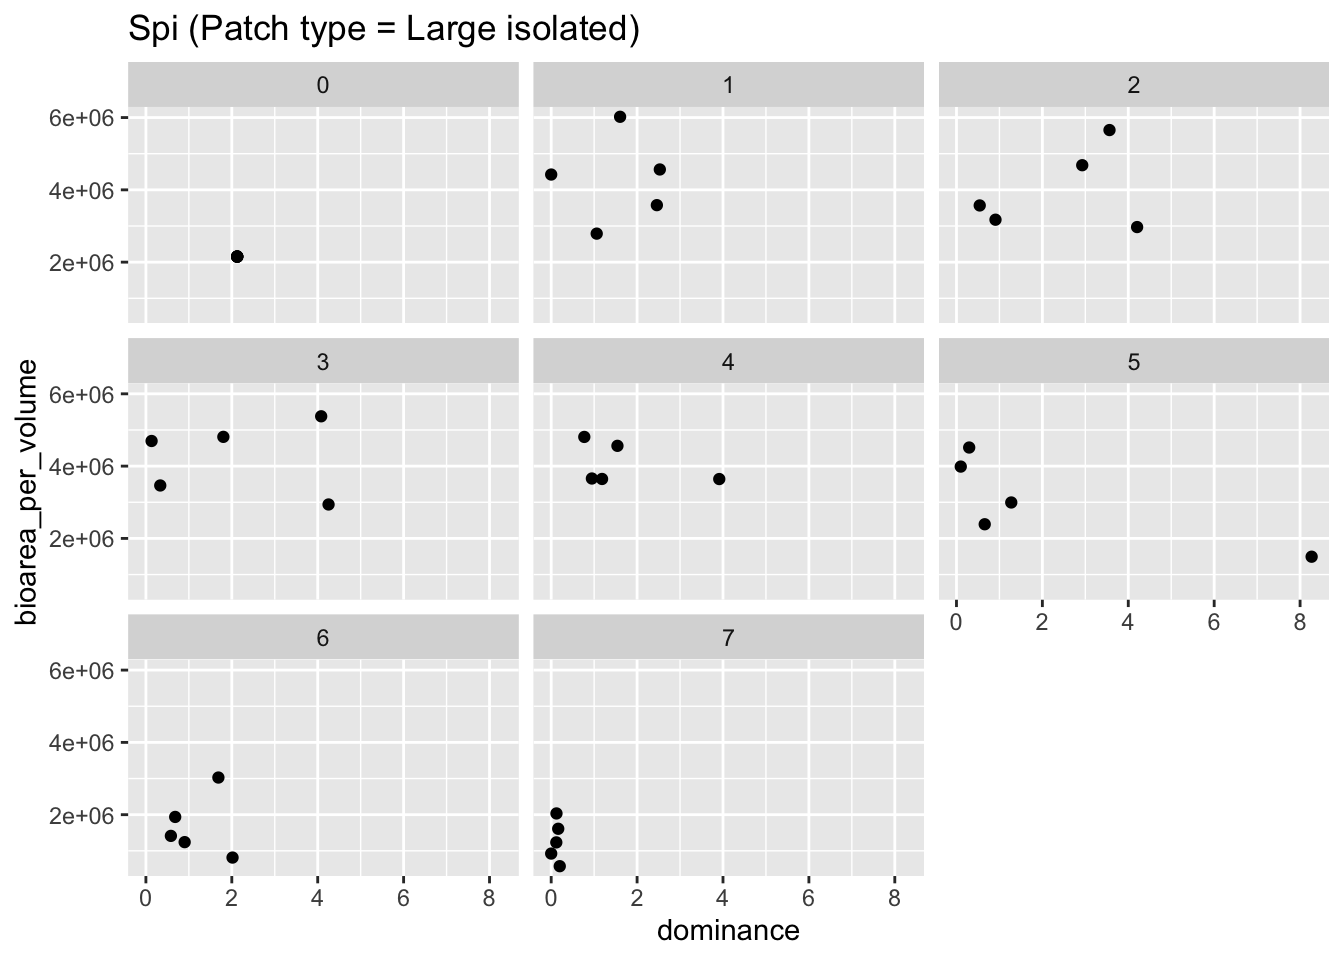 Spi (Patch type = Large isolated)
0
1
2
6e+06
4e+06
2e+06
3
4
5
6e+06
4e+06
2e+06
0 2 4 6 8
6
7
6e+06
4e+06
2e+06
0 2 4 6 8
0 2 4 6 8
bioarea_per_volume
dominance